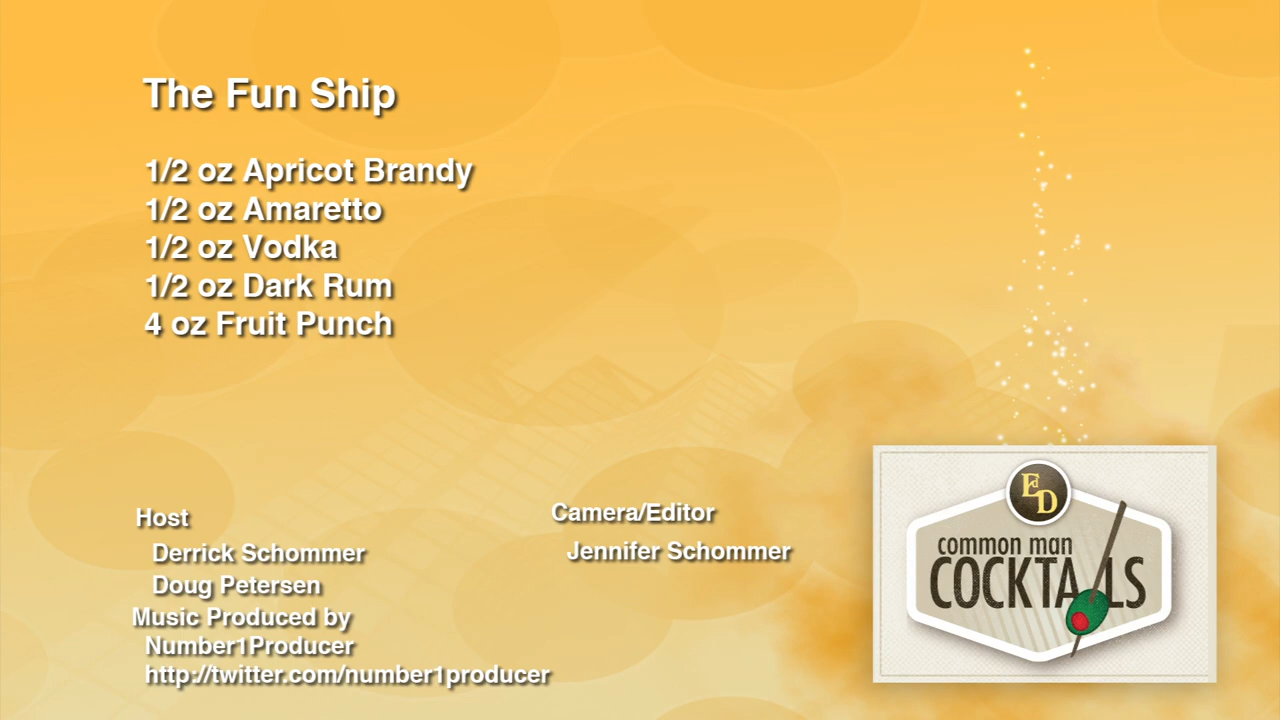 The Fun Ship
1/2 oz Apricot Brandy
1/2 oz Amaretto
1/2 oz Vodka
1/2 oz Dark Rum
4 oz Fruit Punch
Host
Derrick Schommer
Doug Petersen
Music Produced by
Number1Producer
http://twitter.com/number1producer
Camera/Editor
Jennifer Schommer
Ed
D
common man
COCKTAILS